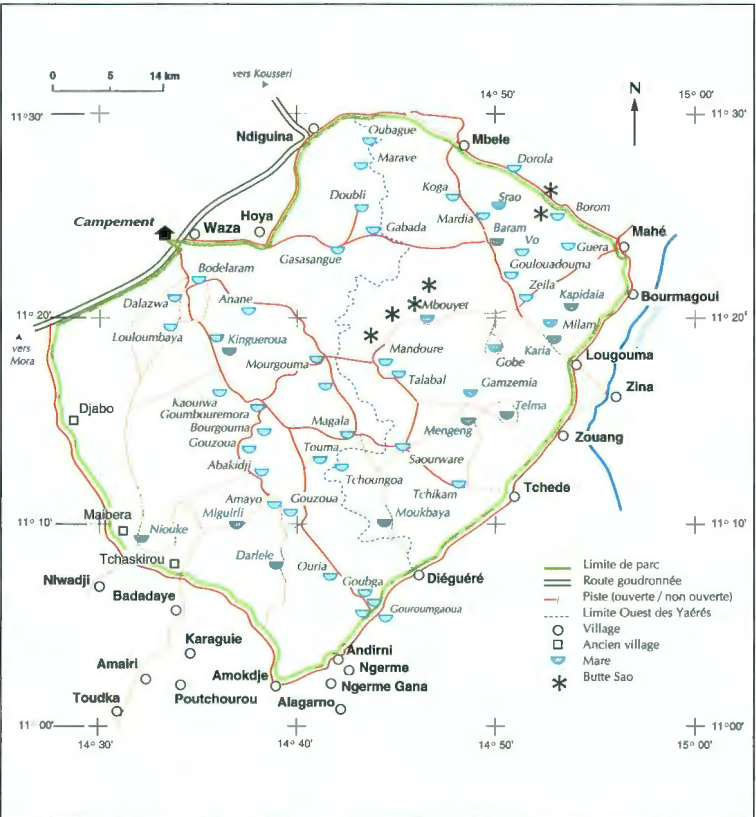 0 5 14 km
vers Kousseri
N
14° 50'
15° 00'
11° 30'
11° 30'
Ndiguina
Oubague
Mbele
Marave
Dorola
Doubli
Koga
Srao
Borom
Campement
Waza
Hoya
Mardia
Baram
Gabada
Vo
Mahé
Gasasangue
Guera
Goulouadouma
Bodelaram
Zeila
Kapidaia
Dalazwa
Anane
Mbouyet
Bourmagoui
11° 20'
11° 20'
Louloumbaya
Milam
Kingueroua
vers
Mora
Mandoure
Gobe
Karia
Lougouma
Mourgouma
Talabal
Gamzemia
Zina
Kaouiwa
Djabo
Goumbouremora
Telma
Bourgouma
Magala
Mengeng
Gouzoua
Touma
Zouang
Saourware
Abakidji
Tchoungoa
Tchikam
Tchede
Amayo
Gouzoua
Maibera
Miguirli
Moukbaya
11° 10'
11° 10'
Niouke
Tchaskirou
Darlele
Ouria
Limite de parc
Niwadji
Goubga
Diéguéré
Route goudronnée
Badadaye
Piste (ouverte / non ouverte)
Gouroumgaoua
Limite Ouest des Yaérés
Village
Karaguie
Andirni
Ancien village
Amairi
Ngerme
Mare
Amokdje
Ngerme Gana
Butte Sao
Toudka
Poutchourou
Alagarno
11° 00'
11°00'
14° 30'
14° 40'
14° 50'
15° 00'